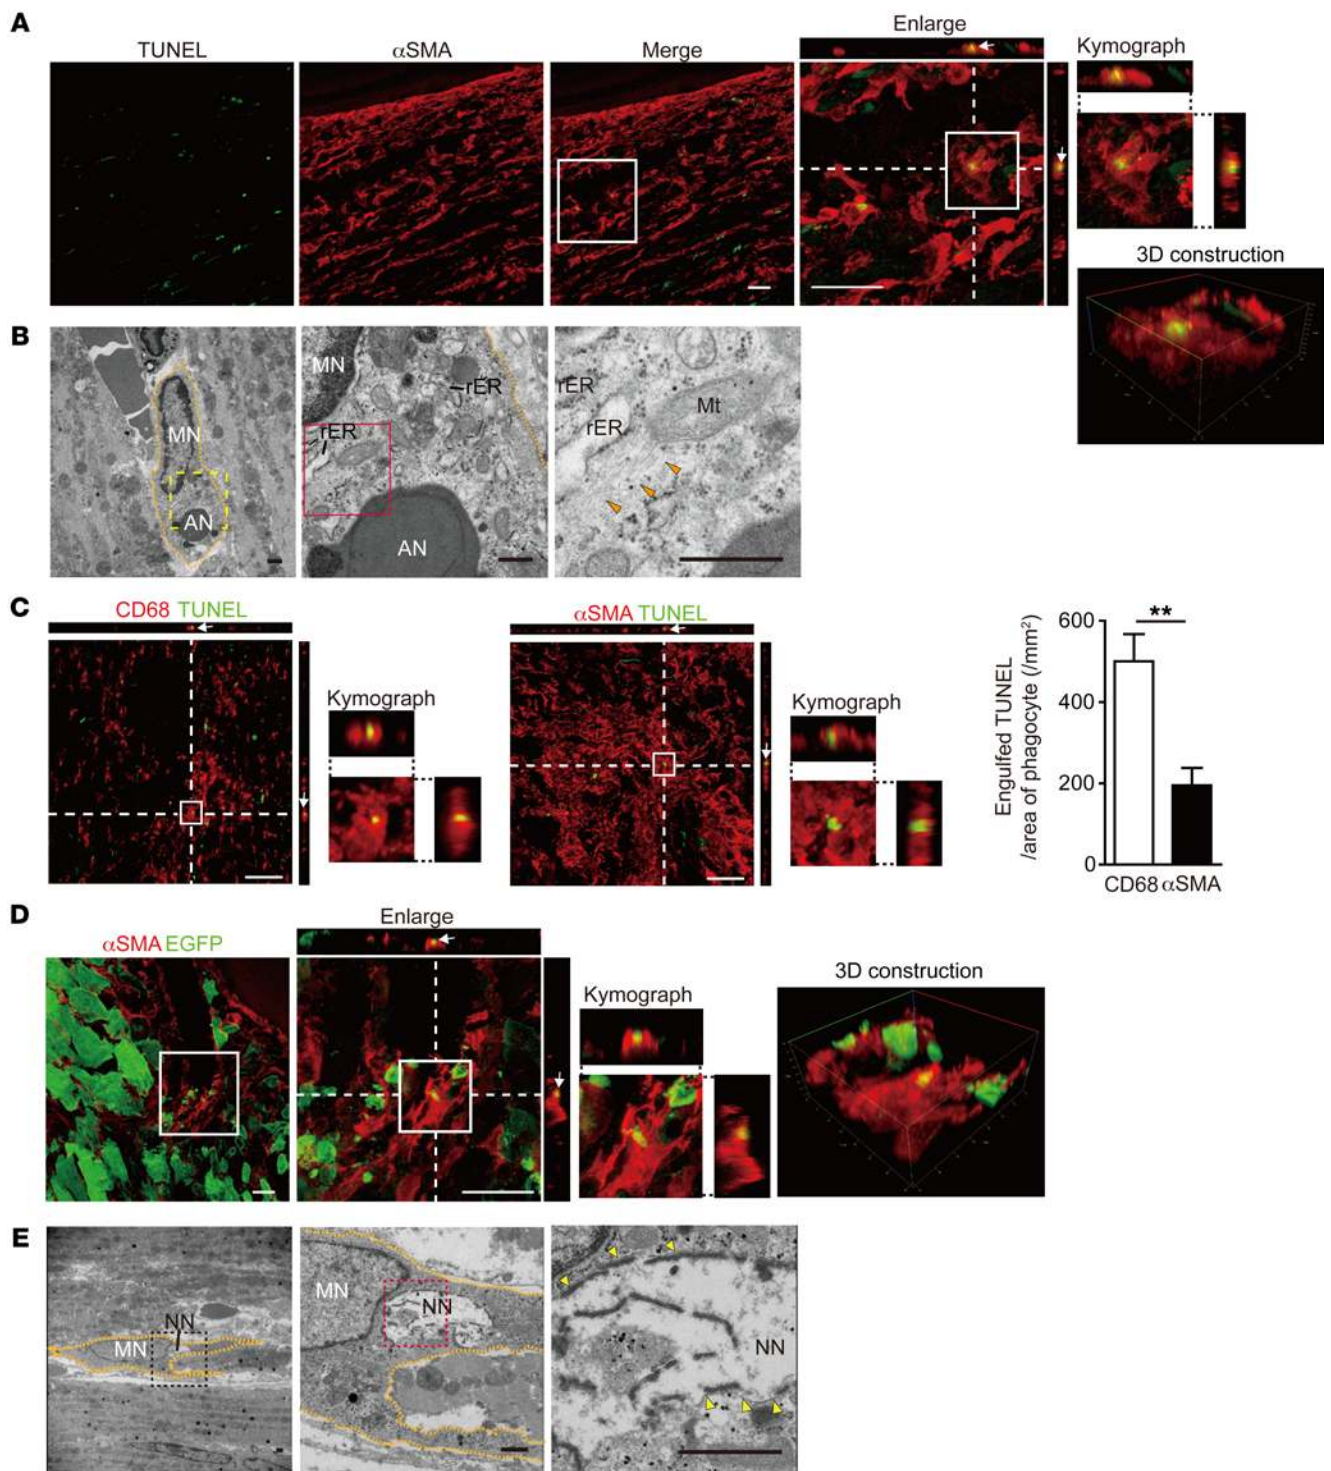 A
TUNEL
αSMA
Merge
Enlarge
Kymograph
3D construction
B
MN
AN
MN
rER
rER
AN
rER
rER
Mt
C
CD68 TUNEL
Kymograph
αSMA TUNEL
Kymograph
Engulfed TUNEL
/area of phagocyte (/mm²)
600
400
200
0
**
CD68 αSMA
D
αSMA EGFP
Enlarge
Kymograph
3D construction
E
NN
MN
MN
NN
NN